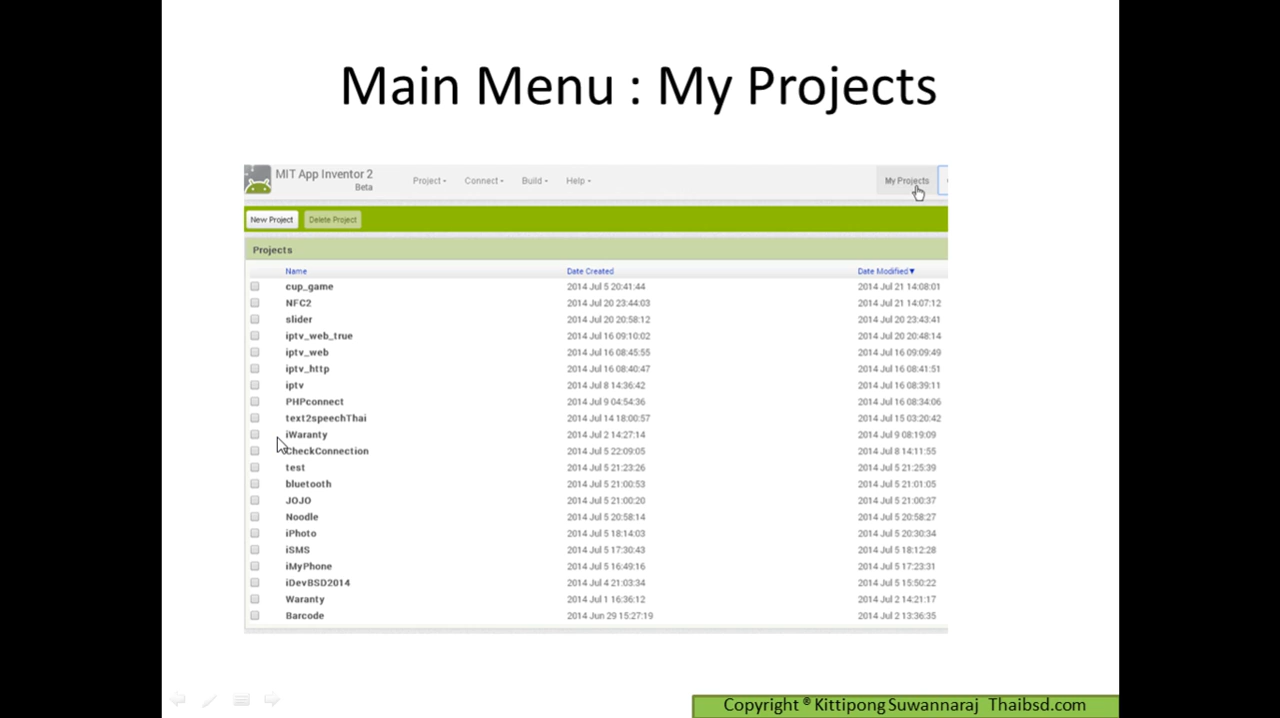 Main Menu : My Projects
MIT App Inventor 2
Beta
Project Connect Build Help My Projects
New Project Delete Project
Projects
Name Date Created Date Modified
cup_game 2014 Jul 5 20:41:44 2014 Jul 21 14:08:01
NFC2 2014 Jul 20 23:44:03 2014 Jul 21 14:07:12
slider 2014 Jul 20 20:58:12 2014 Jul 20 23:43:41
iptv_web_true 2014 Jul 16 09:10:02 2014 Jul 20 20:48:14
iptv_web 2014 Jul 16 08:45:55 2014 Jul 16 09:09:49
iptv_http 2014 Jul 16 08:40:47 2014 Jul 16 08:41:51
iptv 2014 Jul 8 14:36:42 2014 Jul 16 08:39:11
PHPconnect 2014 Jul 9 04:54:36 2014 Jul 16 08:34:06
text2speechThai 2014 Jul 14 18:00:57 2014 Jul 15 03:20:42
iWaranty 2014 Jul 2 14:27:14 2014 Jul 9 08:19:09
CheckConnection 2014 Jul 5 22:09:05 2014 Jul 8 14:11:55
test 2014 Jul 5 21:23:26 2014 Jul 5 21:25:39
bluetooth 2014 Jul 5 21:00:53 2014 Jul 5 21:01:05
JOJO 2014 Jul 5 21:00:20 2014 Jul 5 21:00:37
Noodle 2014 Jul 5 20:58:14 2014 Jul 5 20:58:27
iPhoto 2014 Jul 5 18:14:03 2014 Jul 5 20:30:34
iSMS 2014 Jul 5 17:30:43 2014 Jul 5 18:12:28
iMyPhone 2014 Jul 5 16:49:16 2014 Jul 5 17:23:31
iDevBSD2014 2014 Jul 4 21:03:34 2014 Jul 5 15:50:22
Waranty 2014 Jul 1 16:36:12 2014 Jul 2 14:21:17
Barcode 2014 Jun 29 15:27:19 2014 Jul 2 13:36:35
Copyright ® Kittipong Suwannaraj Thaibsd.com